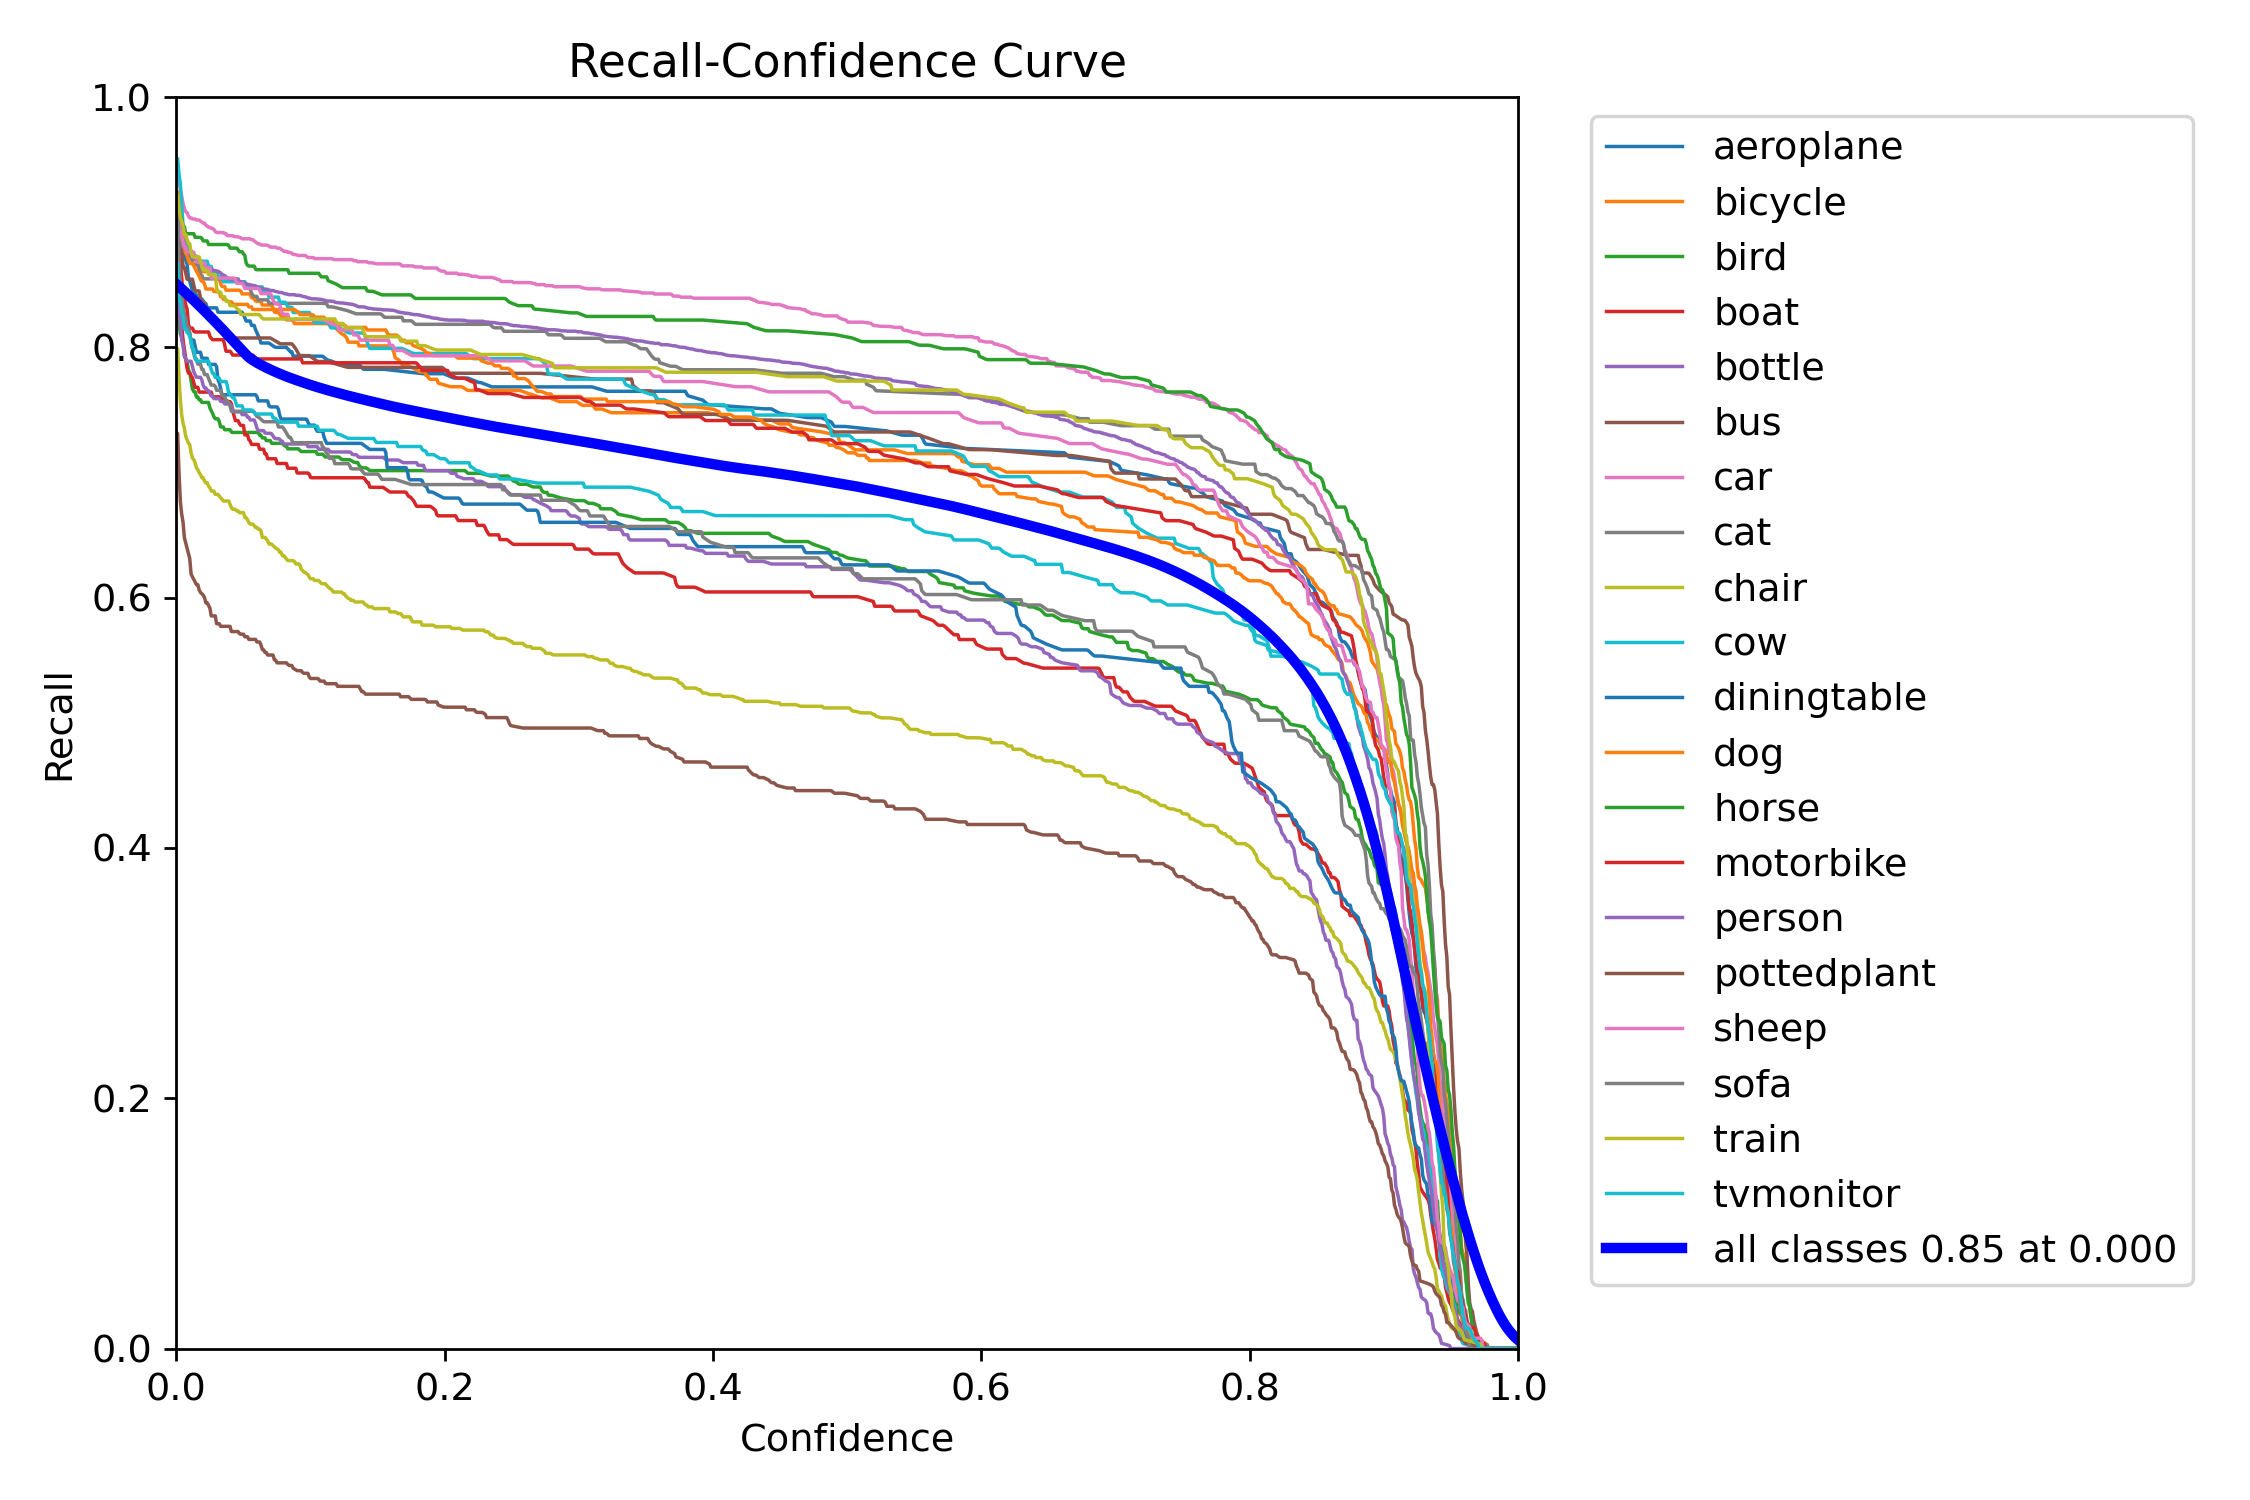 Recall-Confidence Curve
1.0
0.8
0.6
0.4
0.2
0.0
Recall
0.0 0.2 0.4 0.6 0.8 1.0
Confidence
aeroplane
bicycle
bird
boat
bottle
bus
car
cat
chair
cow
diningtable
dog
horse
motorbike
person
pottedplant
sheep
sofa
train
tvmonitor
all classes 0.85 at 0.000